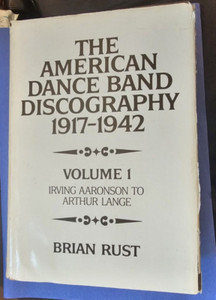 THE
AMERICAN
DANCE BAND
DISCOGRAPHY
1917-1942
VOLUME 1
IRVING AARONSON TO
ARTHUR LANGE
BRIAN RUST